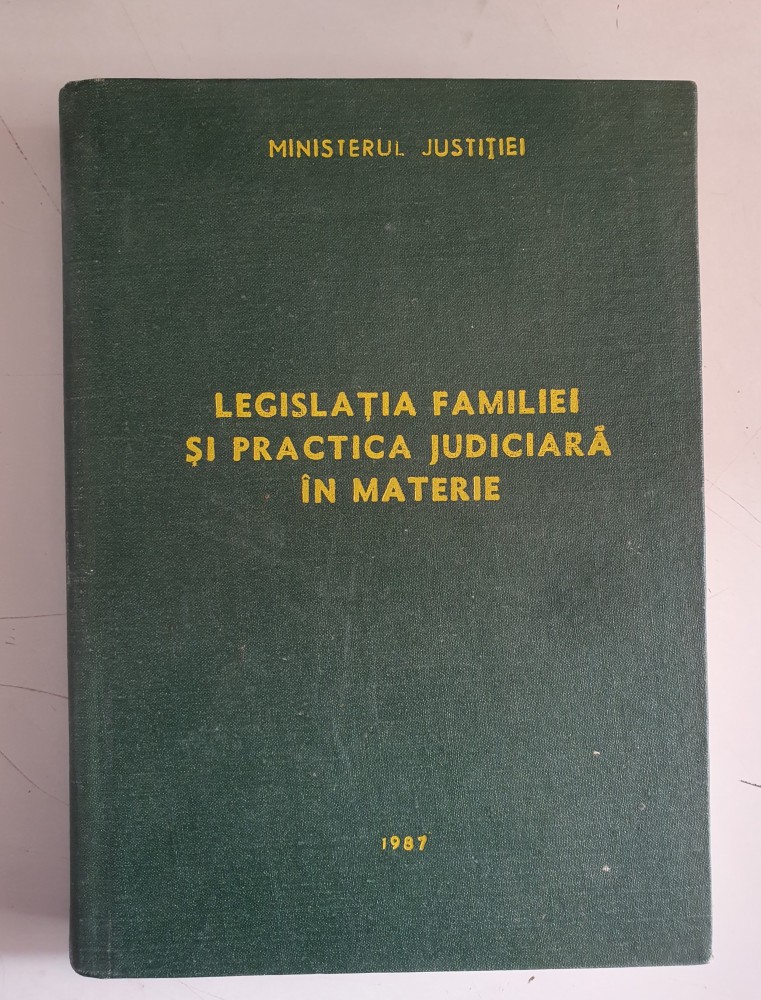 MINISTERUL JUSTIȚIEI
LEGISLAȚIA FAMILIEI
ȘI PRACTICA JUDICIARĂ
ÎN MATERIE
1987